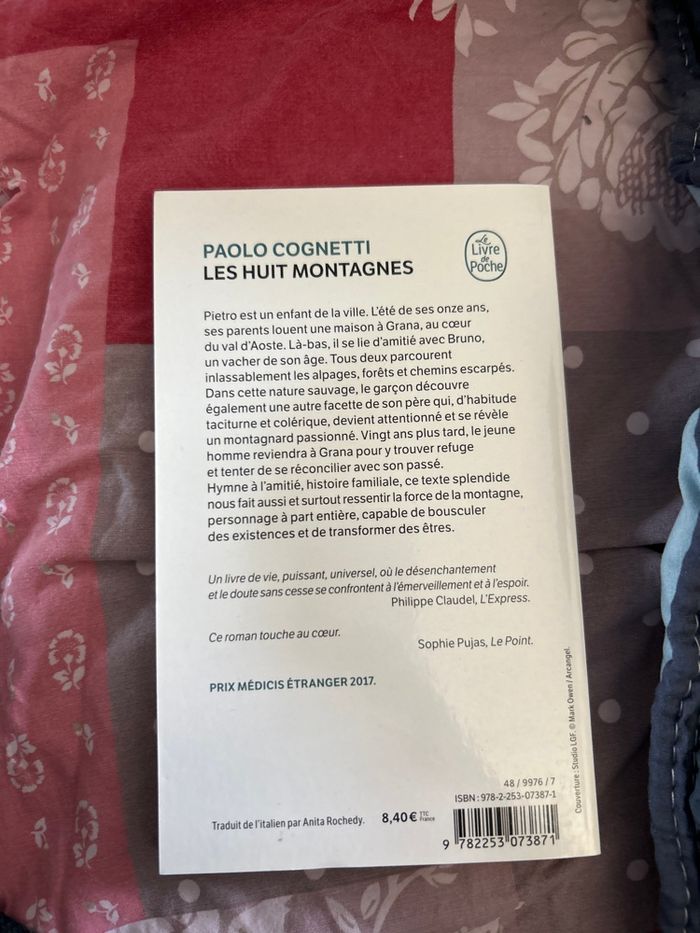 PAOLO COGNETTI
LES HUIT MONTAGNES
Le
Livre
de
Poche
Pietro est un enfant de la ville. L'été de ses onze ans,
ses parents louent une maison à Grana, au cœur
du val d'Aoste. Là-bas, il se lie d'amitié avec Bruno,
un vacher de son âge. Tous deux parcourent
inlassablement les alpages, forêts et chemins escarpés.
Dans cette nature sauvage, le garçon découvre
également une autre facette de son père qui, d'habitude
taciturne et colérique, devient attentionné et se révèle
un montagnard passionné. Vingt ans plus tard, le jeune
homme reviendra à Grana pour y trouver refuge
et tenter de se réconcilier avec son passé.
Hymne à l'amitié, histoire familiale, ce texte splendide
nous fait aussi et surtout ressentir la force de la montagne,
personnage à part entière, capable de bousculer
des existences et de transformer des êtres.
Un livre de vie, puissant, universel, où le désenchantement
et le doute sans cesse se confrontent à l'émerveillement et à l'espoir.
Philippe Claudel, L'Express.
Ce roman touche au cœur.
Sophie Pujas, Le Point.
PRIX MÉDICIS ÉTRANGER 2017.
Couverture : Studio LGF. © Mark Owen / Arcangel.
48 / 9976 / 7
ISBN : 978-2-253-07387-1
Traduit de l'italien par Anita Rochedy.
8,40 € TTC France
9 782253 073871